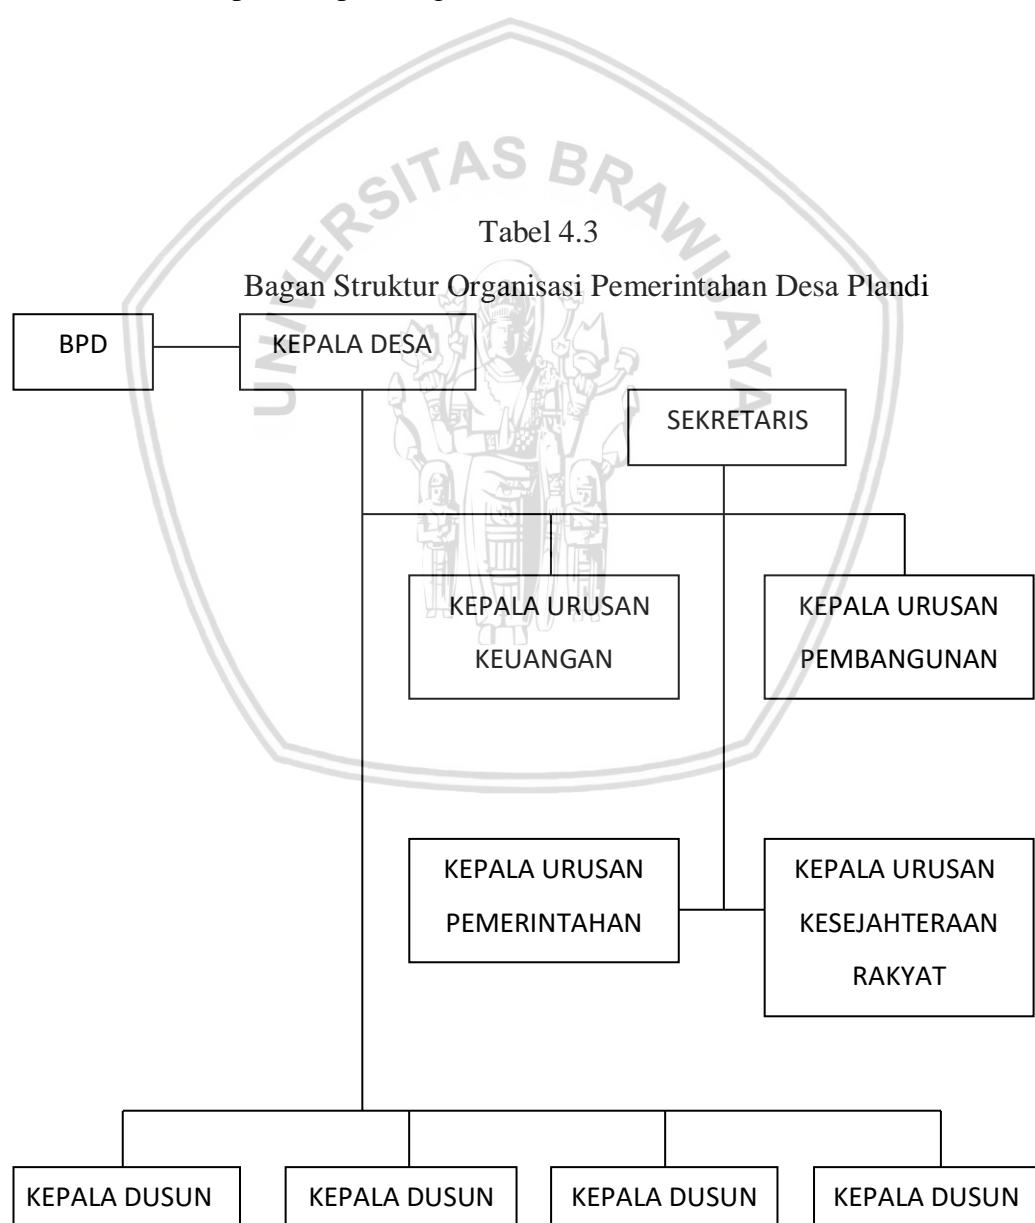 UNIVERSITAS BRAWIJAYA
Tabel 4.3
Bagan Struktur Organisasi Pemerintahan Desa Plandi
BPD
KEPALA DESA
SEKRETARIS
KEPALA URUSAN
KEUANGAN
KEPALA URUSAN
PEMBANGUNAN
KEPALA URUSAN
PEMERINTAHAN
KEPALA URUSAN
KESEJAHTERAAN
RAKYAT
KEPALA DUSUN
KEPALA DUSUN
KEPALA DUSUN
KEPALA DUSUN